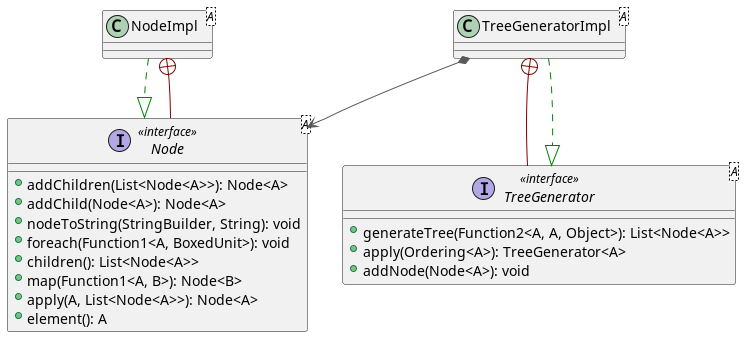 C NodeImpl A
C TreeGeneratorImpl A
I «interface» A
Node
addChildren(List<Node<A>>): Node<A>
addChild(Node<A>): Node<A>
nodeToString(StringBuilder, String): void
foreach(Function1<A, BoxedUnit>): void
children(): List<Node<A>>
map(Function1<A, B>): Node<B>
apply(A, List<Node<A>>): Node<A>
element(): A
I «interface» A
TreeGenerator
generateTree(Function2<A, A, Object>): List<Node<A>>
apply(Ordering<A>): TreeGenerator<A>
addNode(Node<A>): void